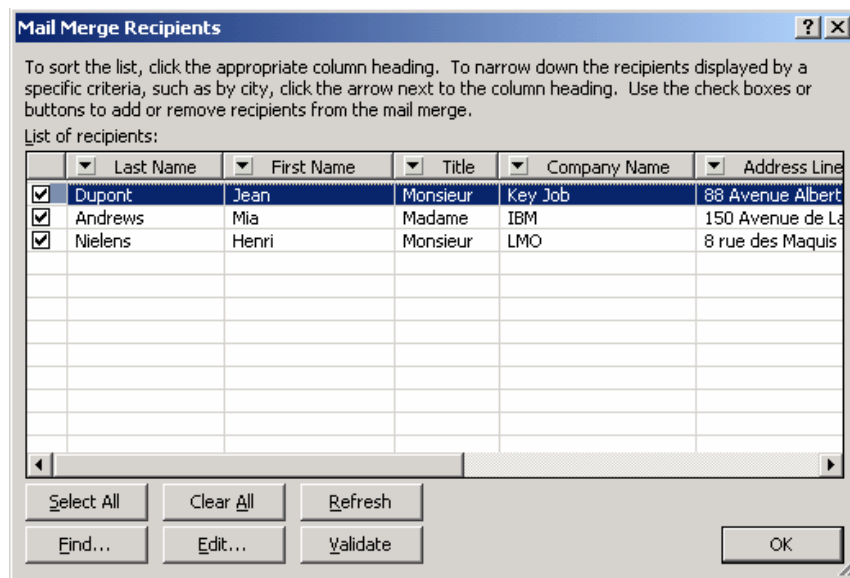 Mail Merge Recipients
To sort the list, click the appropriate column heading. To narrow down the recipients displayed by a
specific criteria, such as by city, click the arrow next to the column heading. Use the check boxes or
buttons to add or remove recipients from the mail merge.
List of recipients:
Last Name First Name Title Company Name Address Line
Dupont Jean Monsieur Key Job 88 Avenue Albert
Andrews Mia Madame IBM 150 Avenue de La
Nielens Henri Monsieur LMO 8 rue des Maquis
Select All Clear All Refresh
Find... Edit... Validate OK